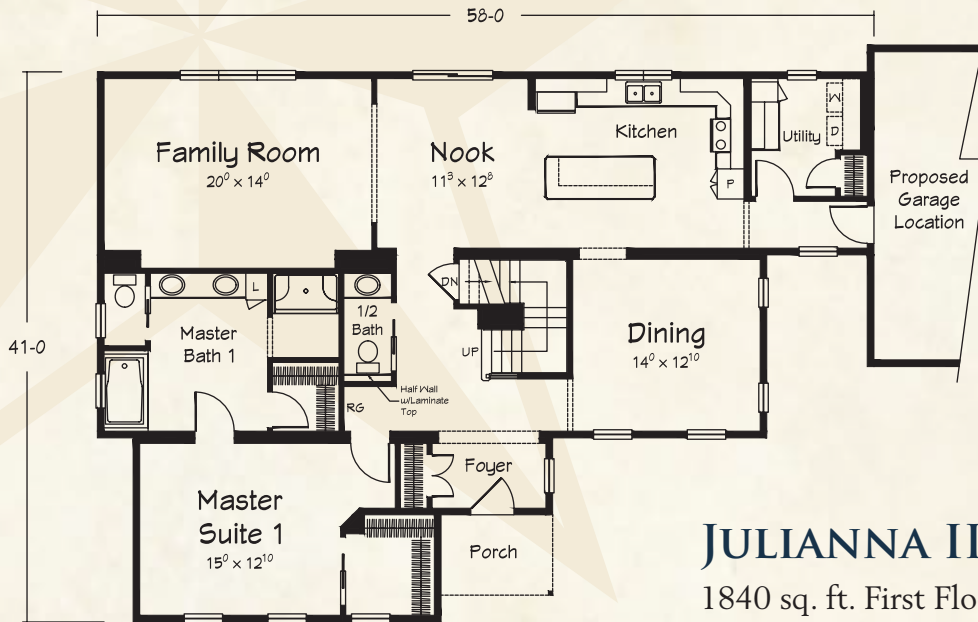 58-0
41-0
Family Room
20⁰ x 14⁰
Nook
11³ x 12⁸
Kitchen
P
Utility
W
D
Proposed
Garage
Location
L
Master
Bath 1
1/2
Bath
DN
UP
Dining
14⁰ x 12¹⁰
RG
Half Wall
w/Laminate
Top
Foyer
Porch
Master
Suite 1
15⁰ x 12¹⁰
JULIANNA II
1840 sq. ft. First Flo